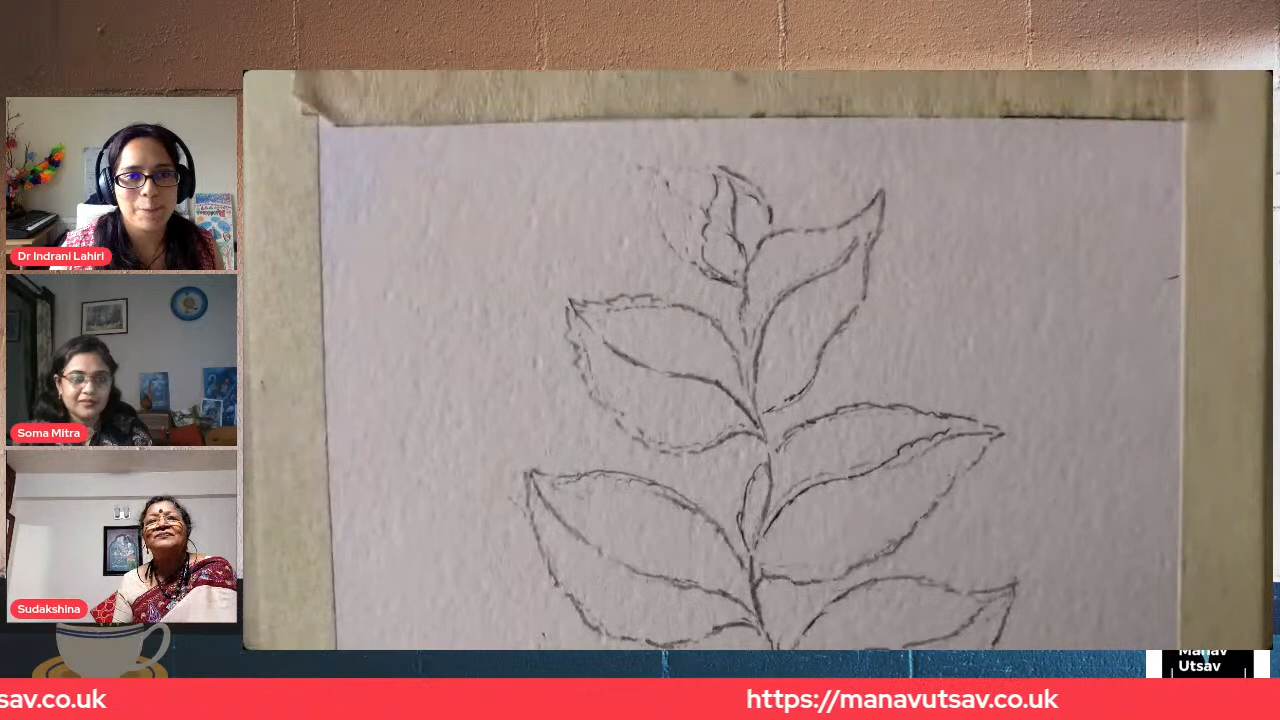 Dr Indrani Lahiri
Soma Mitra
Sudakshina
Manav
Utsav
sav.co.uk
https://manavutsav.co.uk